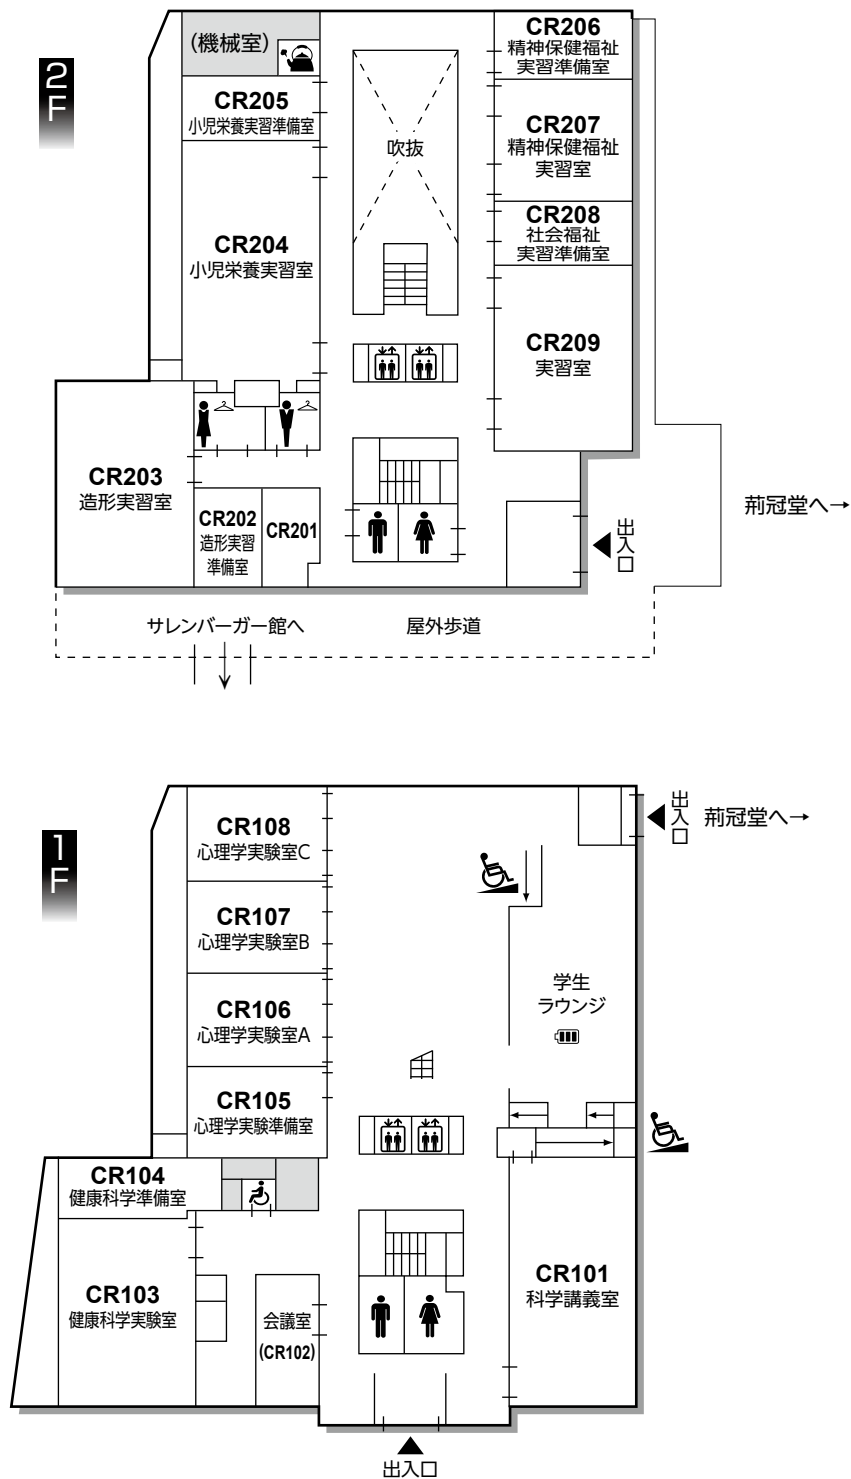 2F
(機械室)
CR205
小児栄養実習準備室
CR204
小児栄養実習室
吹抜
CR206
精神保健福祉
実習準備室
CR207
精神保健福祉
実習室
CR208
社会福祉
実習準備室
CR209
実習室
CR203
造形実習室
CR202
造形実習
準備室
CR201
出入口
荊冠堂へ→
サレンバーガー館へ
屋外歩道
1F
CR108
心理学実験室C
CR107
心理学実験室B
CR106
心理学実験室A
CR105
心理学実験準備室
出入口
荊冠堂へ→
学生
ラウンジ
CR104
健康科学準備室
CR103
健康科学実験室
会議室
(CR102)
CR101
科学講義室
出入口